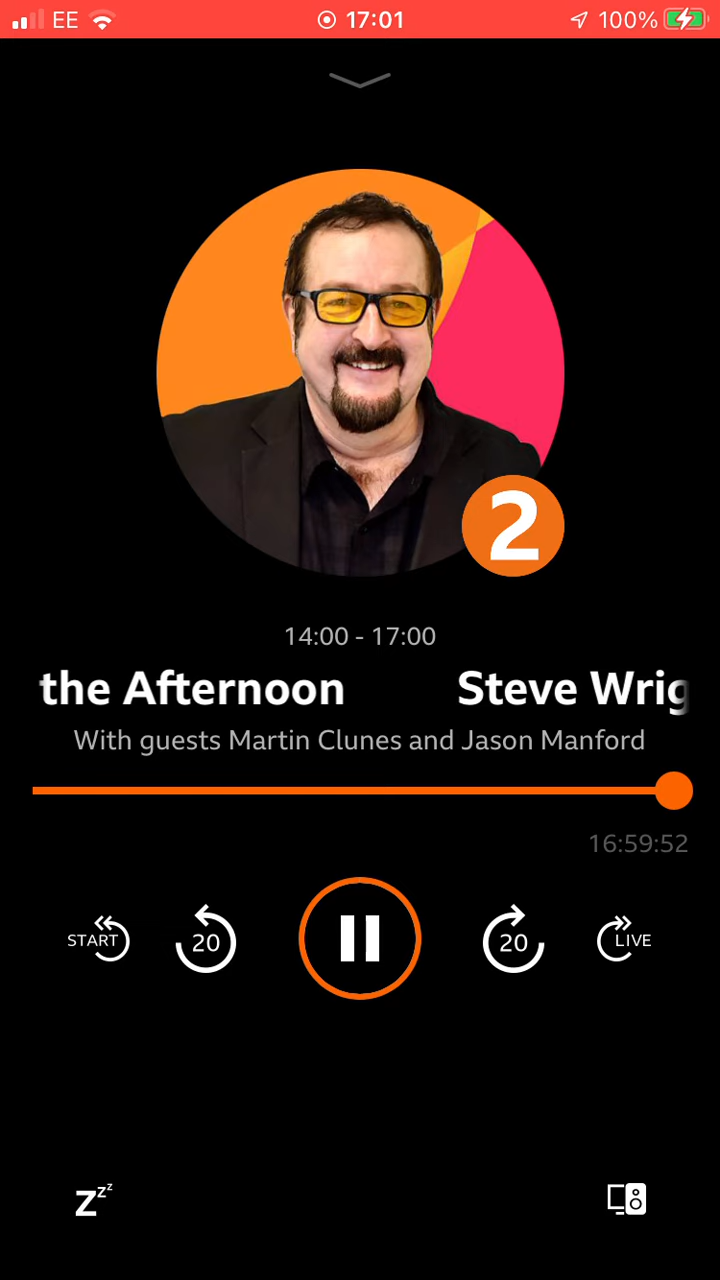 EE 17:01 100%
2
14:00 - 17:00
the Afternoon Steve Wrig
With guests Martin Clunes and Jason Manford
16:59:52
START 20 20 LIVE
zzz